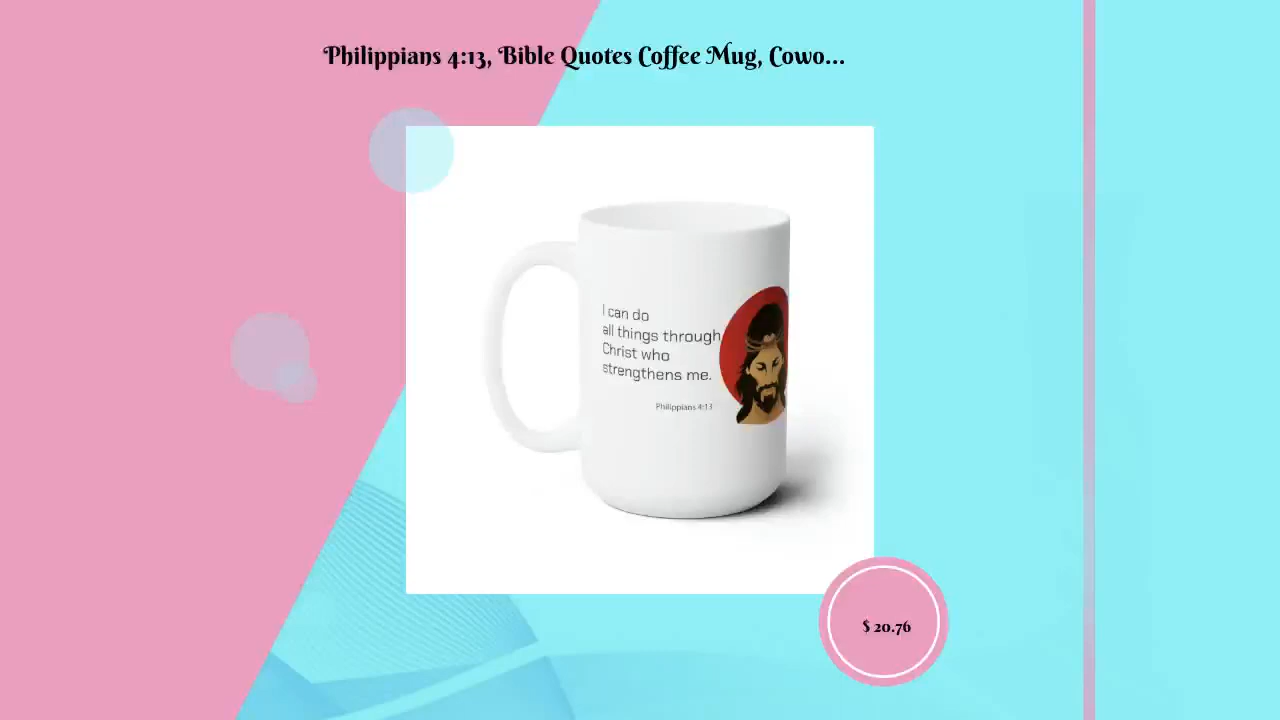 Philippians 4:13, Bible Quotes Coffee Mug, Cowo...
I can do
all things through
Christ who
strengthens me.
Philippians 4:13
$ 20.76